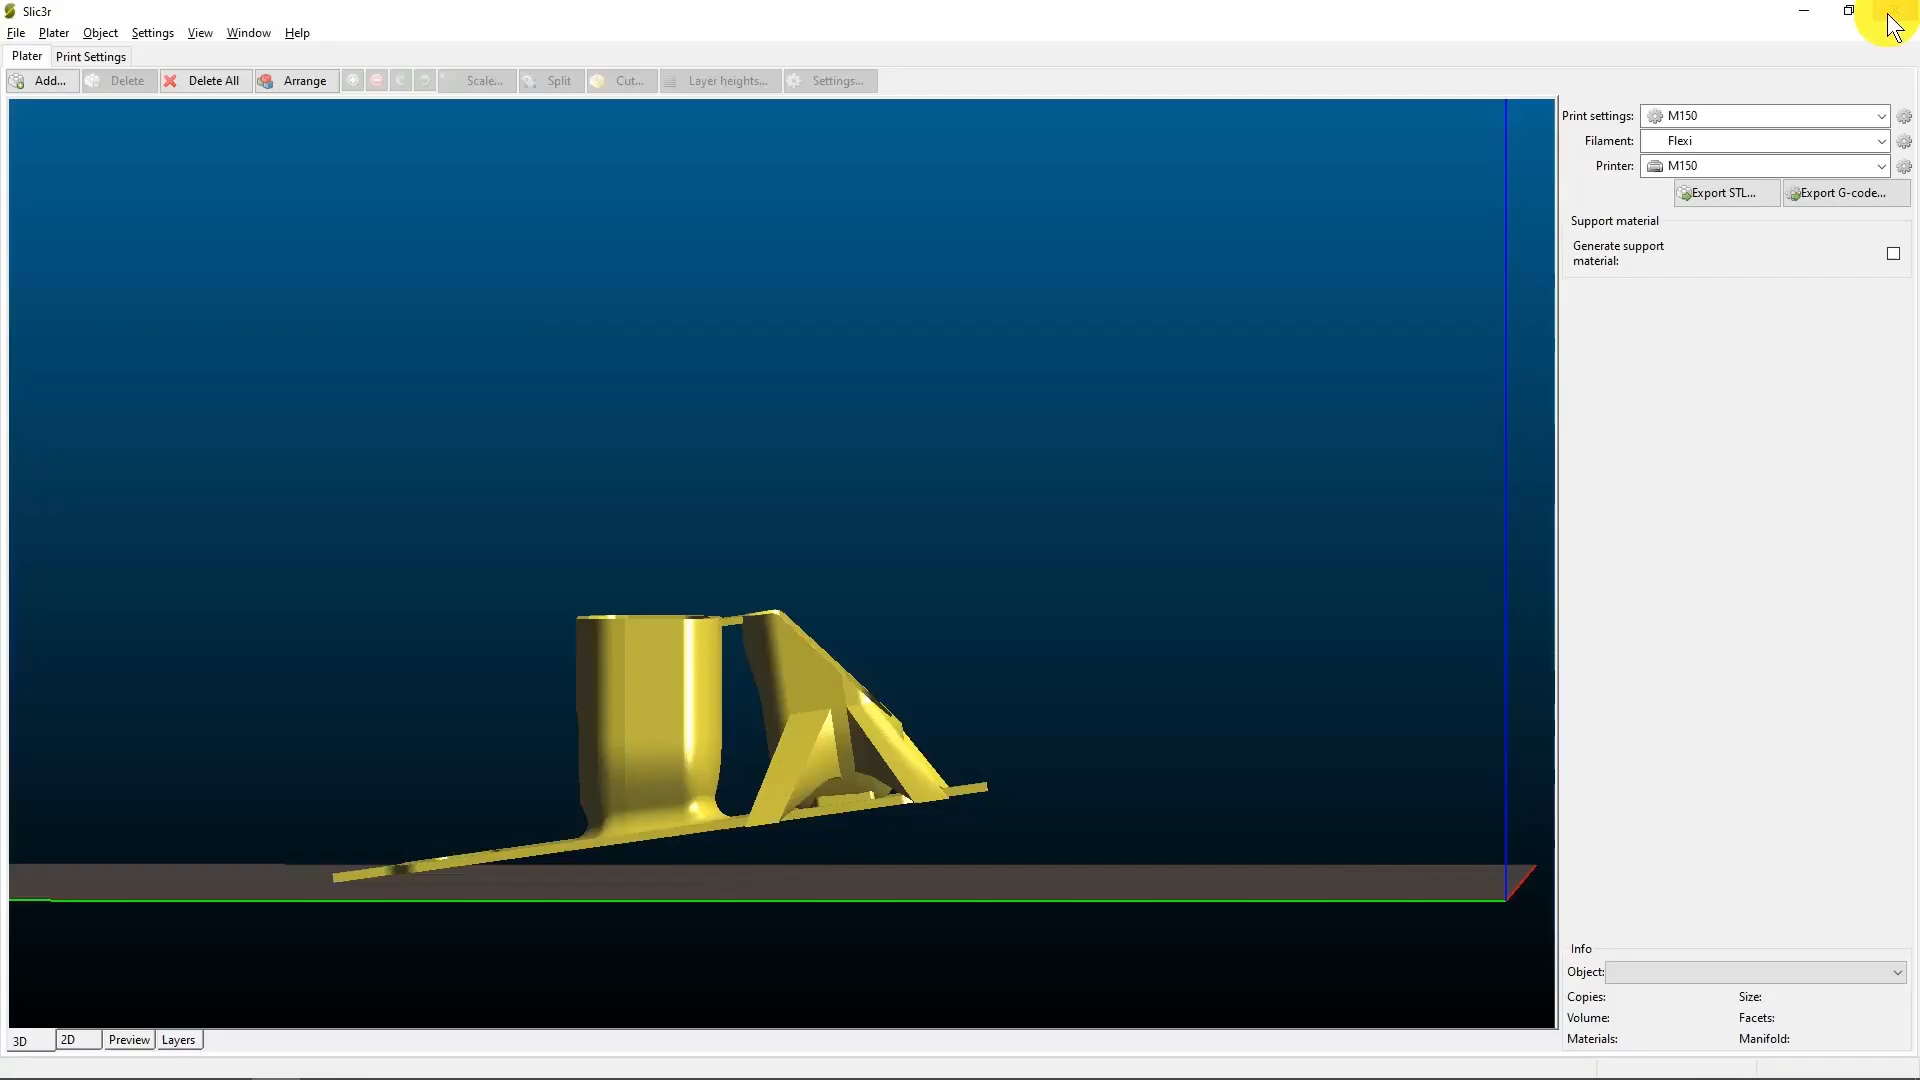 Slic3r
File Plater Object Settings View Window Help
Plater Print Settings
Add... Delete Delete All Arrange Scale... Split Cut... Layer heights... Settings...
Print settings: M150
Filament: Flexi
Printer: M150
Export STL... Export G-code...
Support material
Generate support
material:
Info
Object:
Copies: Size:
Volume: Facets:
Materials: Manifold:
3D 2D Preview Layers